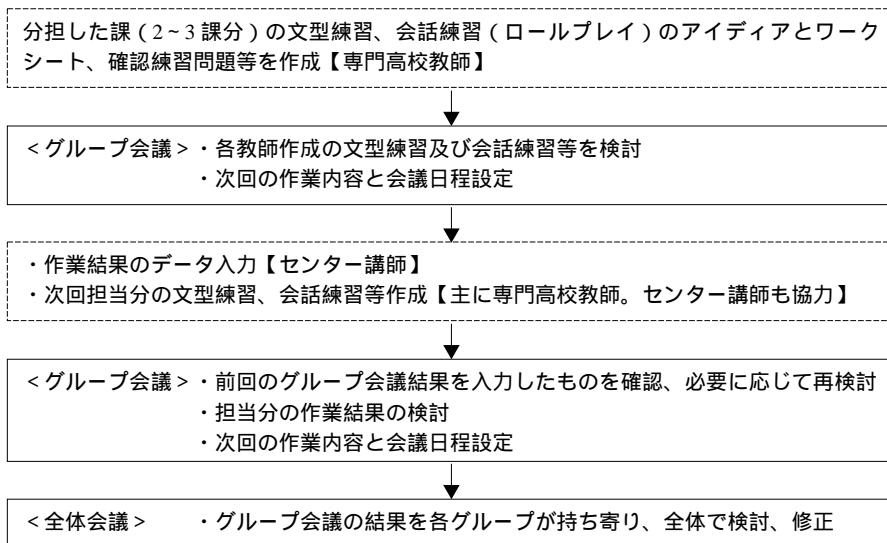 分担した課(2~3課分)の文型練習、会話練習(ロールプレイ)のアイディアとワーク
シート、確認練習問題等を作成【専門高校教師】
<グループ会議>・各教師作成の文型練習及び会話練習等を検討
・次回の作業内容と会議日程設定
・作業結果のデータ入力【センター講師】
・次回担当分の文型練習、会話練習等作成【主に専門高校教師。センター講師も協力】
<グループ会議>・前回のグループ会議結果を入力したものを確認、必要に応じて再検討
・担当分の作業結果の検討
・次回の作業内容と会議日程設定
<全体会議> ・グループ会議の結果を各グループが持ち寄り、全体で検討、修正